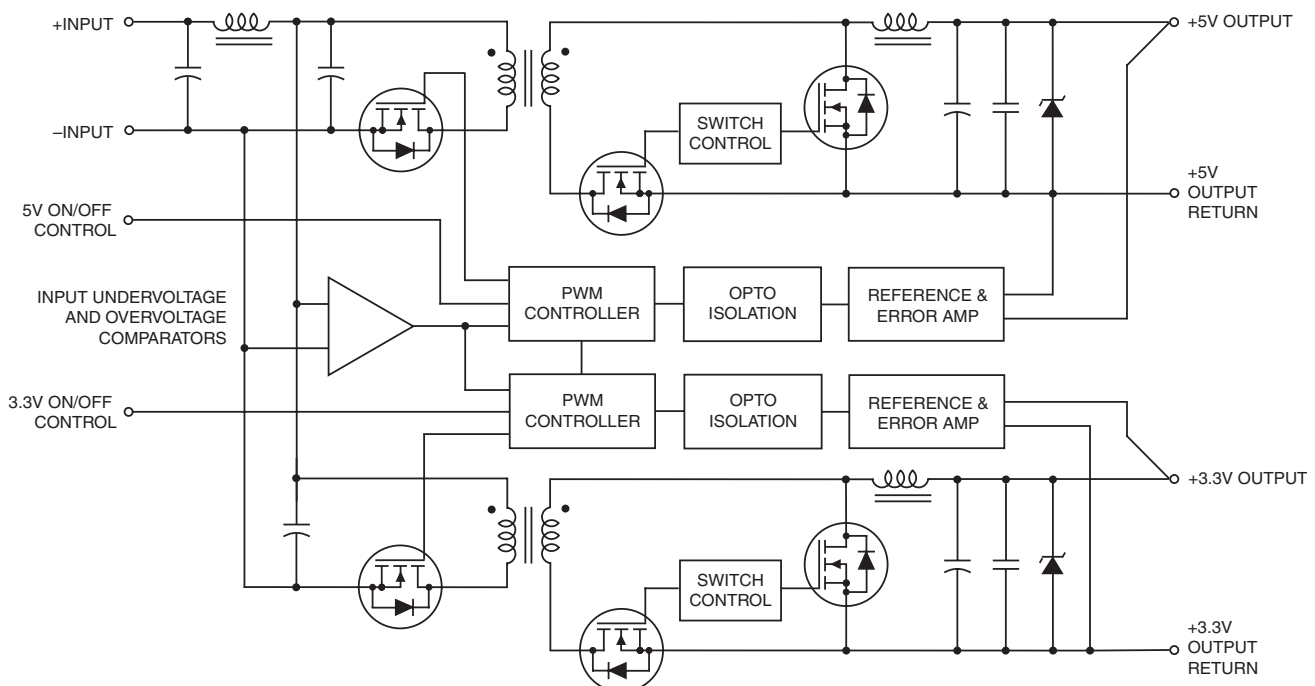 +INPUT
–INPUT
+5V OUTPUT
SWITCH
CONTROL
+5V
OUTPUT
RETURN
5V ON/OFF
CONTROL
INPUT UNDERVOLTAGE
AND OVERVOLTAGE
COMPARATORS
PWM
CONTROLLER
OPTO
ISOLATION
REFERENCE &
ERROR AMP
3.3V ON/OFF
CONTROL
PWM
CONTROLLER
OPTO
ISOLATION
REFERENCE &
ERROR AMP
+3.3V OUTPUT
SWITCH
CONTROL
+3.3V
OUTPUT
RETURN